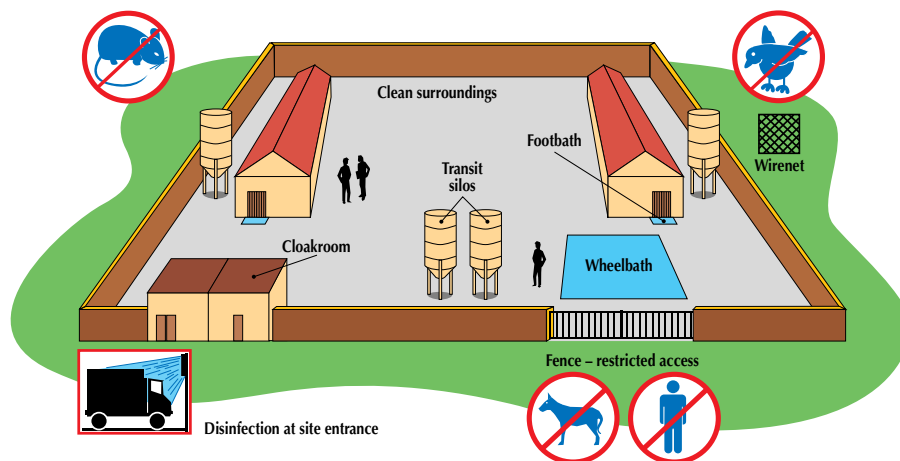 Clean surroundings
Footbath
Wirenet
Transit
silos
Cloakroom
Wheelbath
Fence – restricted access
Disinfection at site entrance